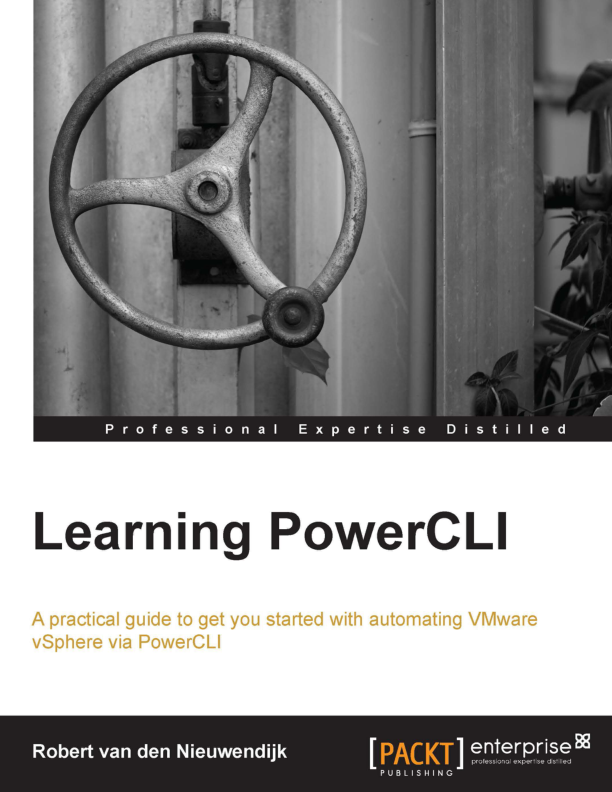 Professional Expertise Distilled
Learning PowerCLI
A practical guide to get you started with automating VMware
vSphere via PowerCLI
Robert van den Nieuwendijk
[PACKT] enterprise
PUBLISHING professional expertise distilled